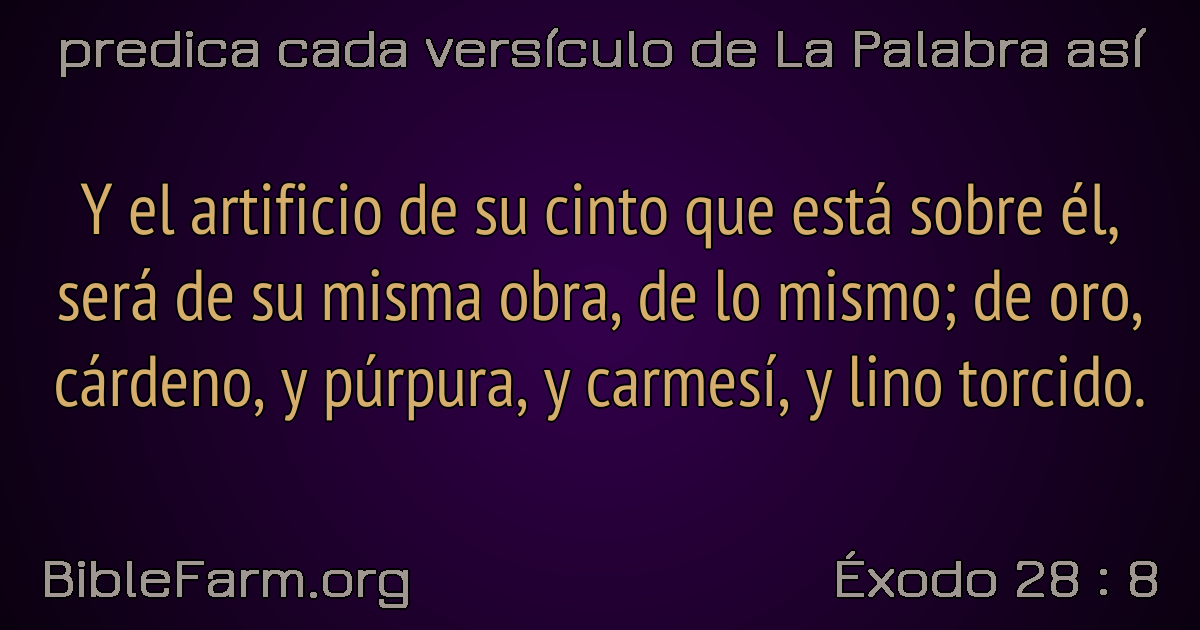 predica cada versículo de La Palabra así
Y el artificio de su cinto que está sobre él,
será de su misma obra, de lo mismo; de oro,
cárdeno, y púrpura, y carmesí, y lino torcido.
BibleFarm.org
Éxodo 28 : 8